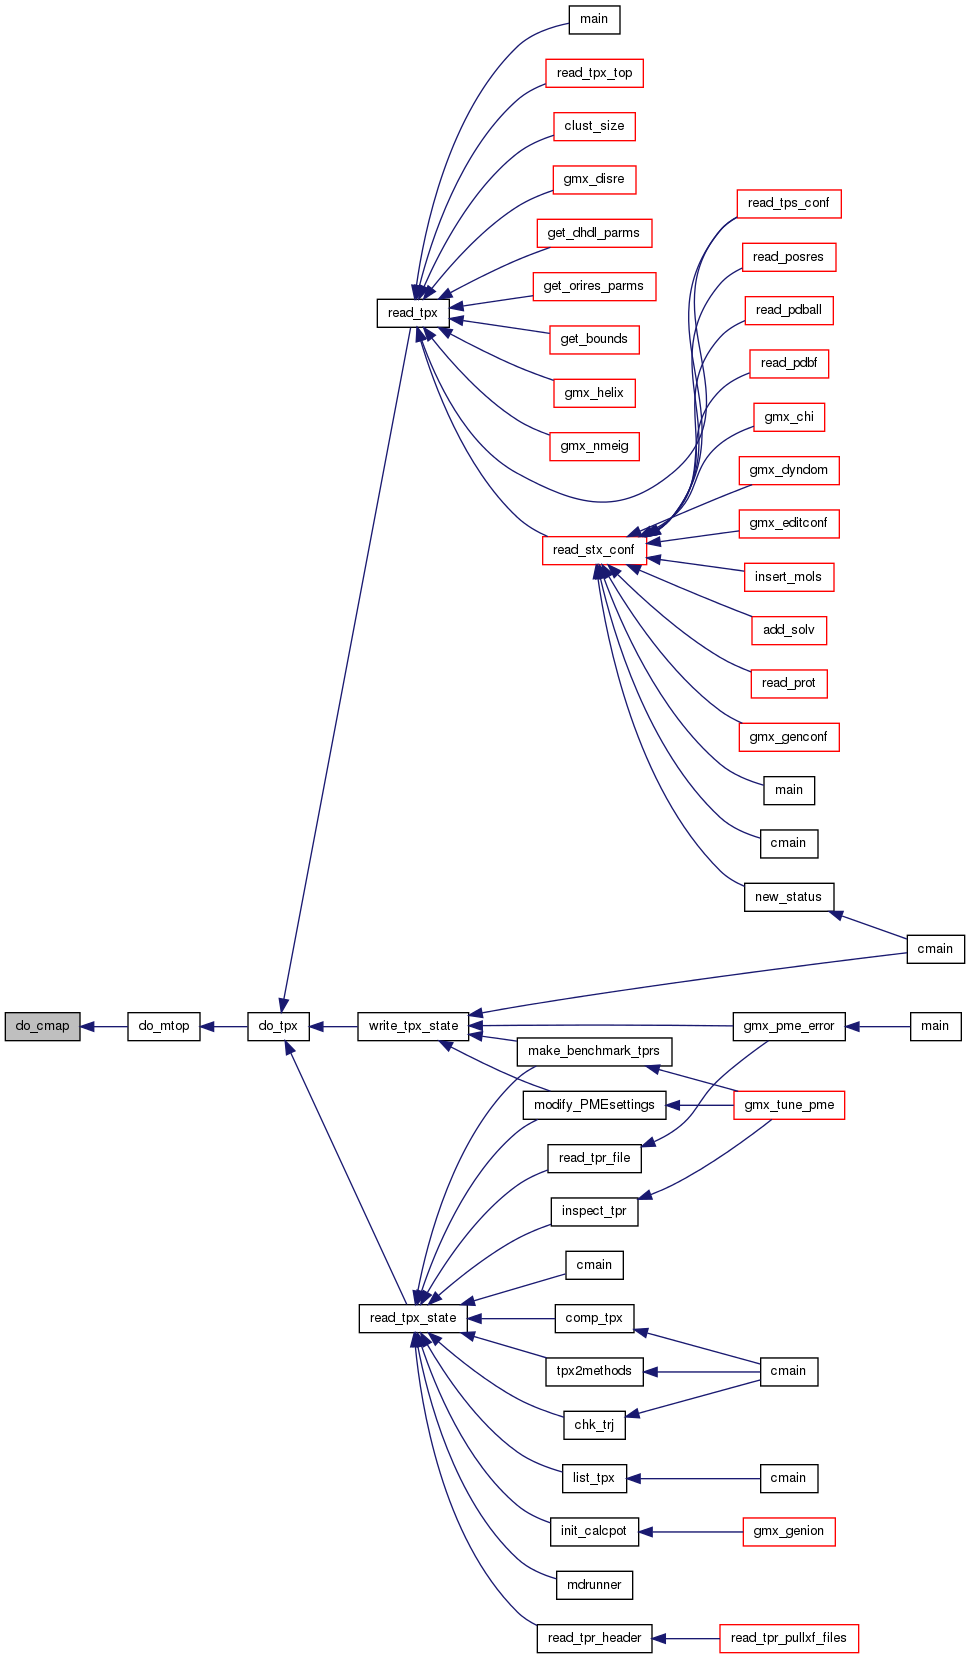 main
read_tpx_top
clust_size
gmx_disre
read_tps_conf
get_dhdl_parms
read_posres
get_orires_parms
read_tpx
read_pdball
get_bounds
read_pdbf
gmx_helix
gmx_chi
gmx_nmeig
gmx_dyndom
gmx_editconf
read_stx_conf
insert_mols
add_solv
read_prot
gmx_genconf
main
cmain
new_status
cmain
do_cmap
do_mtop
do_tpx
write_tpx_state
gmx_pme_error
main
make_benchmark_tprs
modify_PMEsettings
gmx_tune_pme
read_tpr_file
inspect_tpr
cmain
read_tpx_state
comp_tpx
tpx2methods
cmain
chk_trj
list_tpx
cmain
init_calcpot
gmx_genion
mdrunner
read_tpr_header
read_tpr_pullxf_files